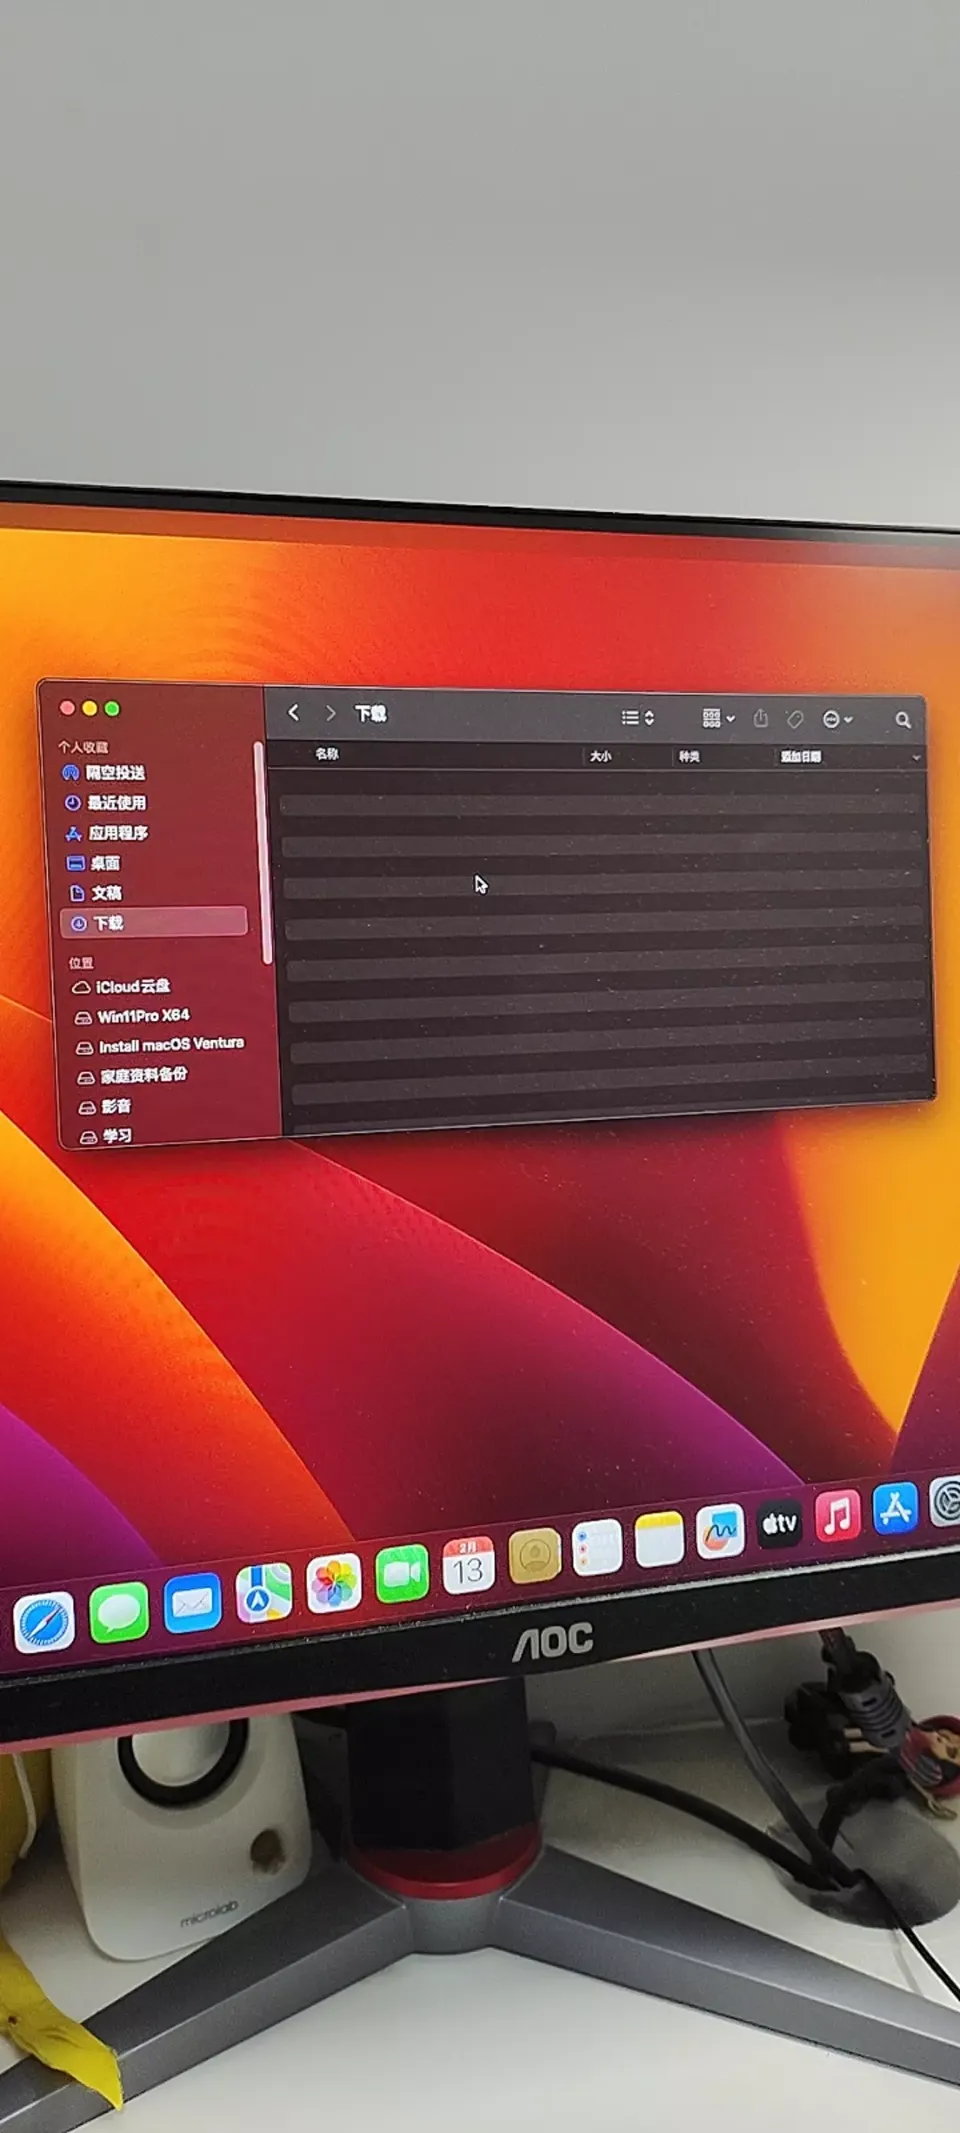 下载
名称
大小
种类
添加日期
个人收藏
隔空投送
最近使用
应用程序
桌面
文稿
下载
位置
iCloud云盘
Win11Pro X64
Install macOS Ventura
家庭资料备份
影音
学习
2月
13
tv
AOC
microlab